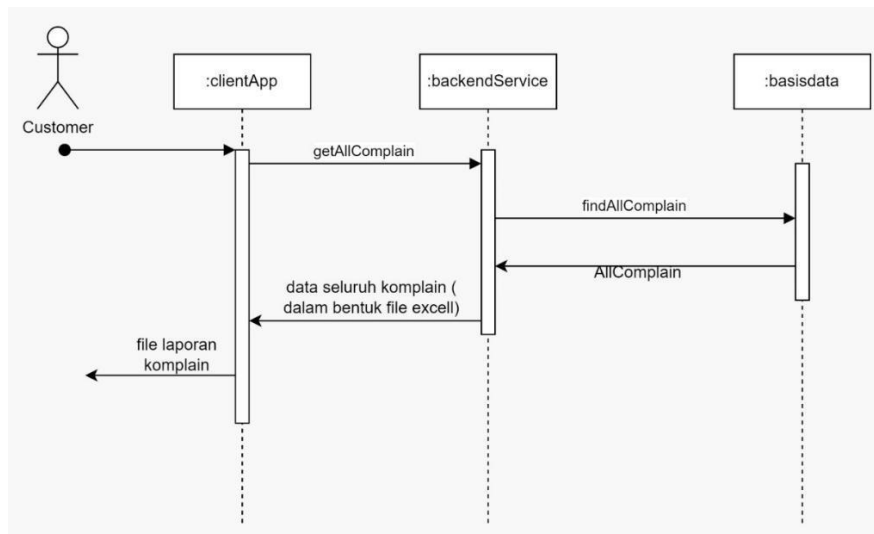 :clientApp
:backendService
:basisdata
Customer
getAllComplain
findAllComplain
AllComplain
data seluruh komplain (
dalam bentuk file excell)
file laporan
komplain